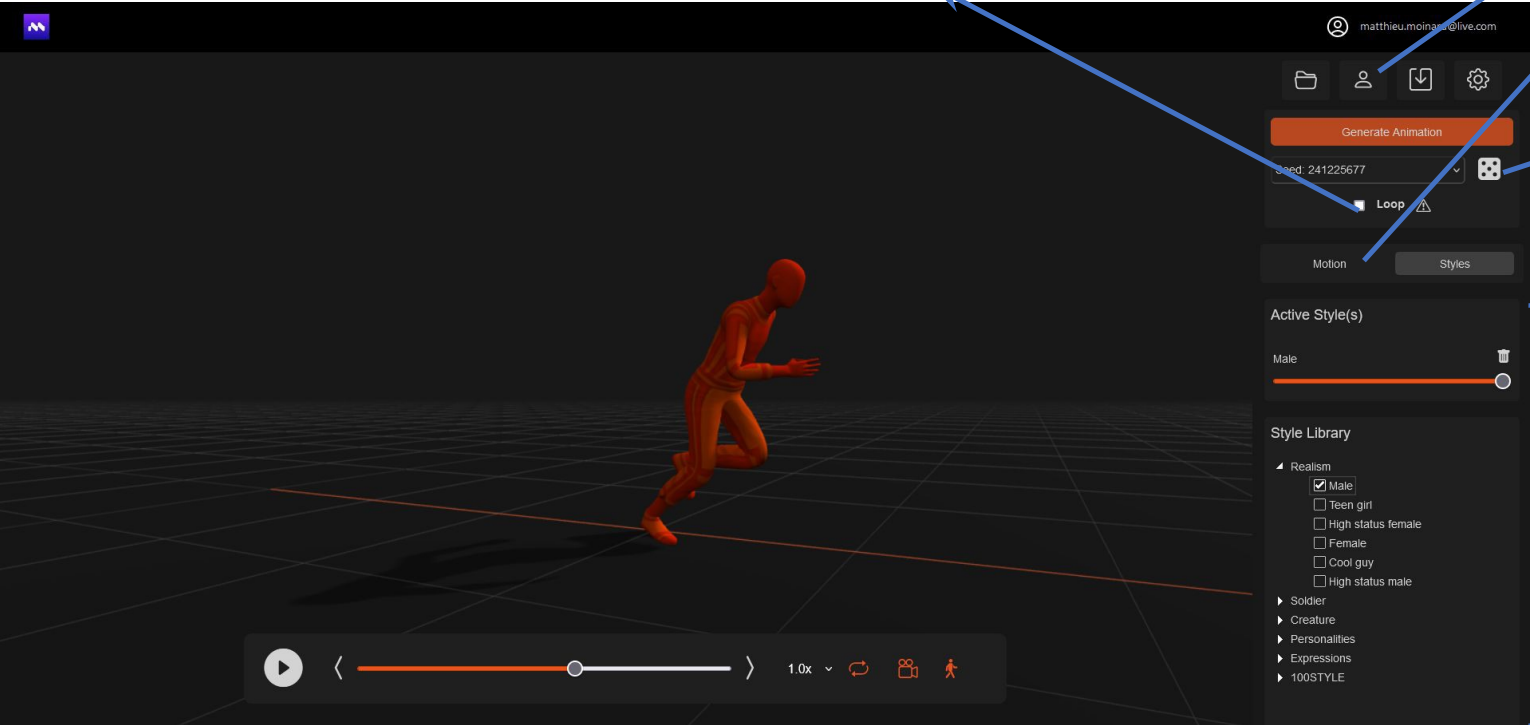 matthieu.moinard@live.com
Generate Animation
Seed: 241225677
Loop
Motion Styles
Active Style(s)
Male
Style Library
Realism
Male
Teen girl
High status female
Female
Cool guy
High status male
Soldier
Creature
Personalities
Expressions
100STYLE
1.0x